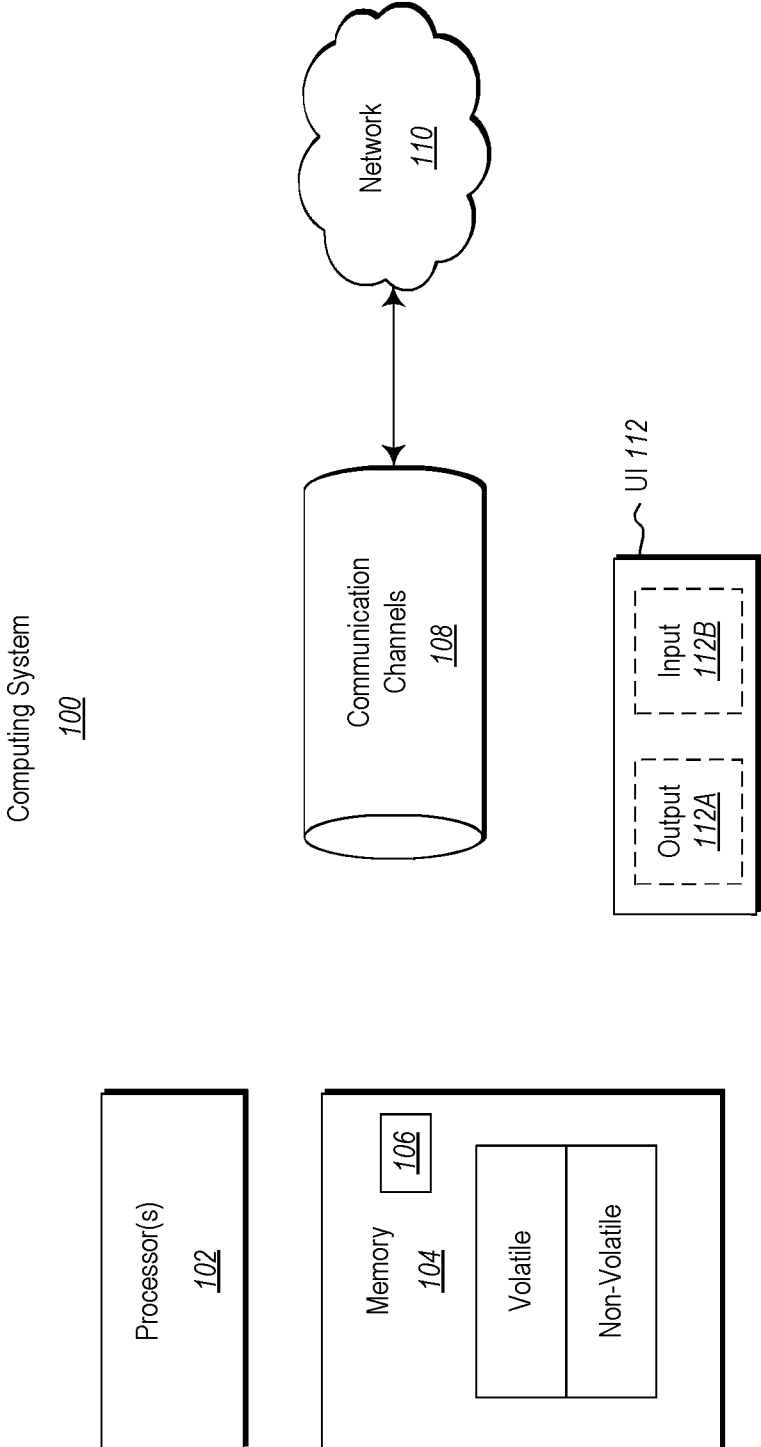 Computing System
100
Processor(s)
102
Memory
104
106
Volatile
Non-Volatile
Communication
Channels
108
Network
110
UI 112
Output
112A
Input
112B